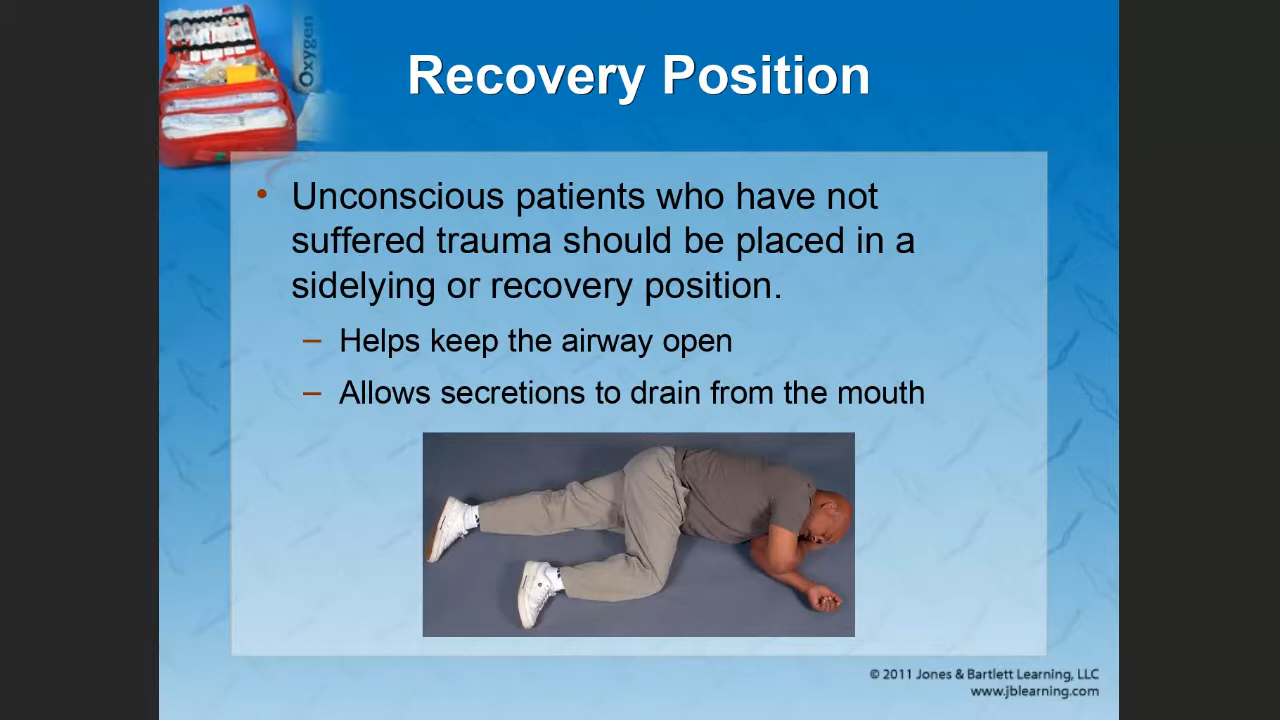 Oxygen
Recovery Position
• Unconscious patients who have not
suffered trauma should be placed in a
sidelying or recovery position.
– Helps keep the airway open
– Allows secretions to drain from the mouth
© 2011 Jones & Bartlett Learning, LLC
www.jblearning.com